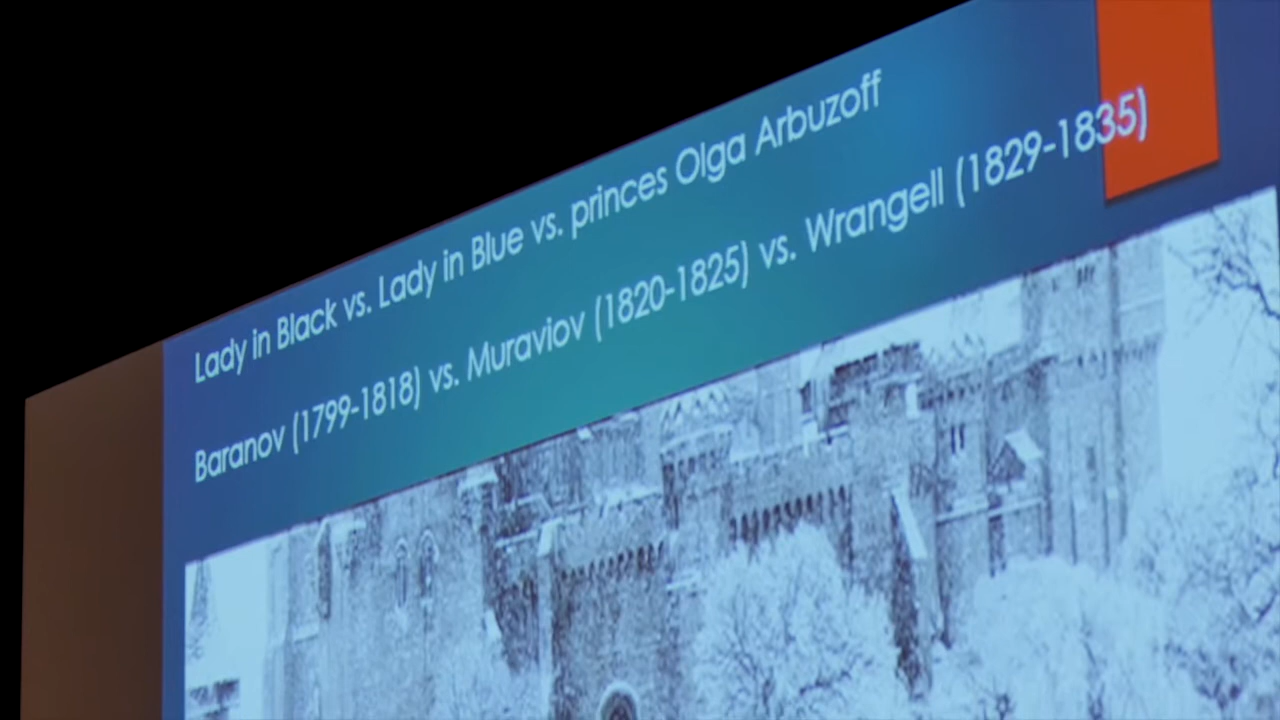 Lady in Black vs. Lady in Blue vs. princes Olga Arbuzoff
Baranov (1799-1818) vs. Muraviov (1820-1825) vs. Wrangell (1829-1835)